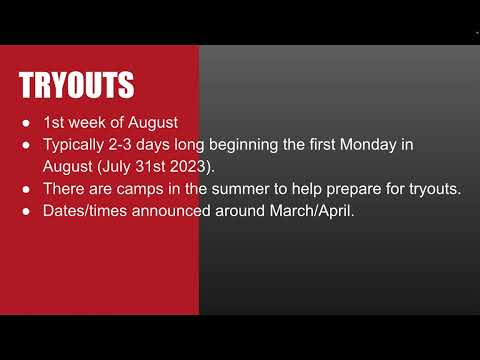 TRYOUTS
● 1st week of August
● Typically 2-3 days long beginning the first Monday in
August (July 31st 2023).
● There are camps in the summer to help prepare for tryouts.
● Dates/times announced around March/April.